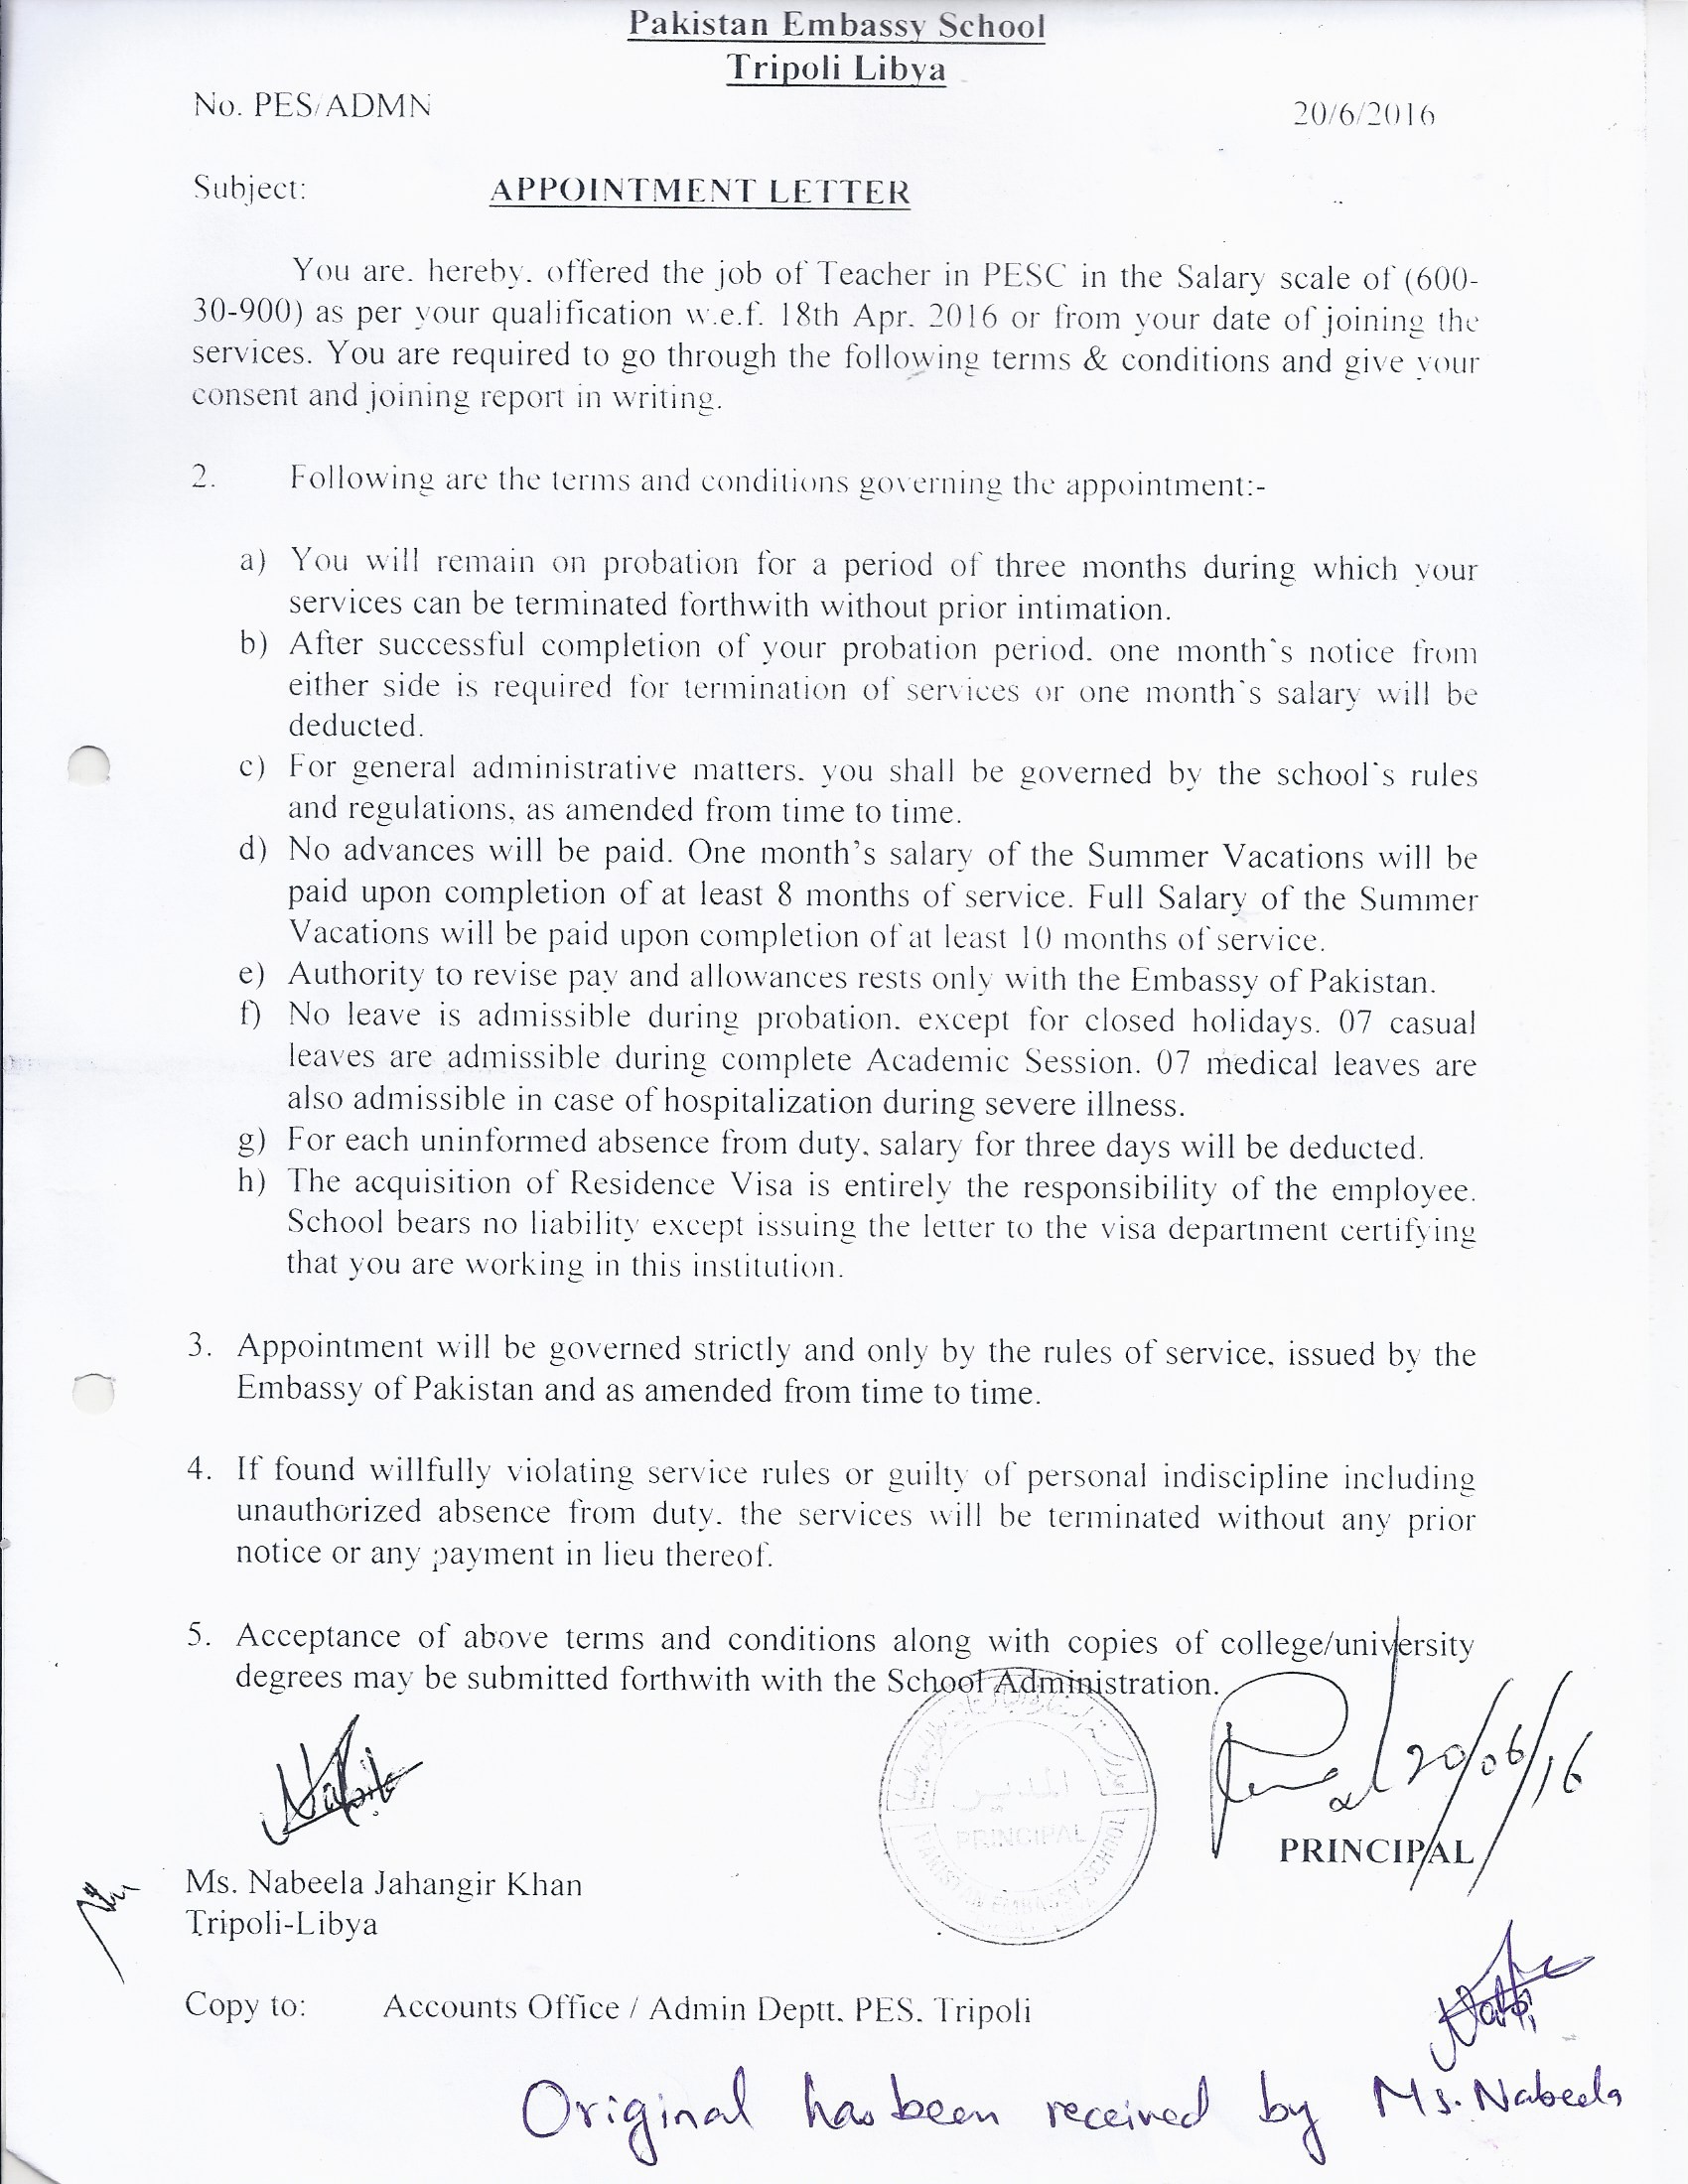 Pakistan Embassy School
Tripoli Libya
No. PES/ADMN 20/6/2016
Subject: APPOINTMENT LETTER
You are. hereby. offered the job of Teacher in PESC in the Salary scale of (600-
30-900) as per your qualification w.e.f. 18th Apr. 2016 or from your date of joining the
services. You are required to go through the following terms & conditions and give your
consent and joining report in writing.
2. Following are the terms and conditions governing the appointment:-
a) You will remain on probation for a period of three months during which your
services can be terminated forthwith without prior intimation.
b) After successful completion of your probation period. one month`s notice from
either side is required for termination of services or one month`s salary will be
deducted.
c) For general administrative matters. you shall be governed by the school`s rules
and regulations, as amended from time to time.
d) No advances will be paid. One month's salary of the Summer Vacations will be
paid upon completion of at least 8 months of service. Full Salary of the Summer
Vacations will be paid upon completion of at least 10 months of service.
e) Authority to revise pay and allowances rests only with the Embassy of Pakistan.
f) No leave is admissible during probation. except for closed holidays. 07 casual
leaves are admissible during complete Academic Session. 07 medical leaves are
also admissible in case of hospitalization during severe illness.
g) For each uninformed absence from duty. salary for three days will be deducted.
h) The acquisition of Residence Visa is entirely the responsibility of the employee.
School bears no liability except issuing the letter to the visa department certifying
that you are working in this institution.
3. Appointment will be governed strictly and only by the rules of service. issued by the
Embassy of Pakistan and as amended from time to time.
4. If found willfully violating service rules or guilty of personal indiscipline including
unauthorized absence from duty. the services will be terminated without any prior
notice or any payment in lieu thereof.
5. Acceptance of above terms and conditions along with copies of college/university
degrees may be submitted forthwith with the School Administration.
20/06/16
المدير
PRINCIPAL
PAKISTAN EMBASSY SCHOOL
PRINCIPAL
Ms. Nabeela Jahangir Khan
Tripoli-Libya
Copy to: Accounts Office / Admin Deptt. PES. Tripoli
Original has been received by Ms. Nabeela